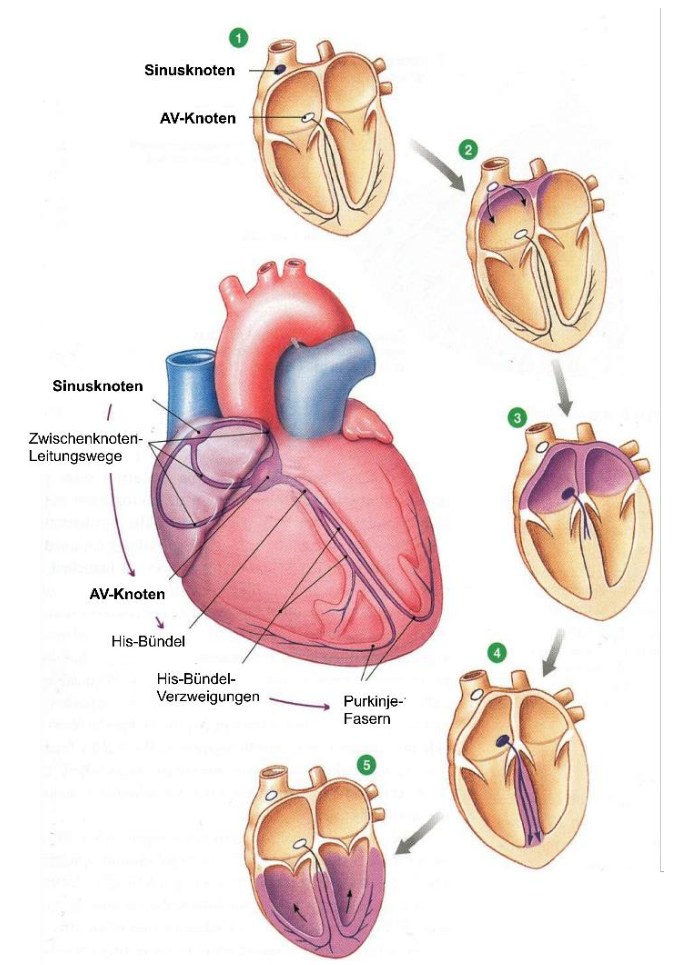 1
Sinusknoten
AV-Knoten
2
Sinusknoten
3
Zwischenknoten-
Leitungswege
AV-Knoten
His-Bündel
4
His-Bündel-
Verzweigungen
Purkinje-
Fasern
5